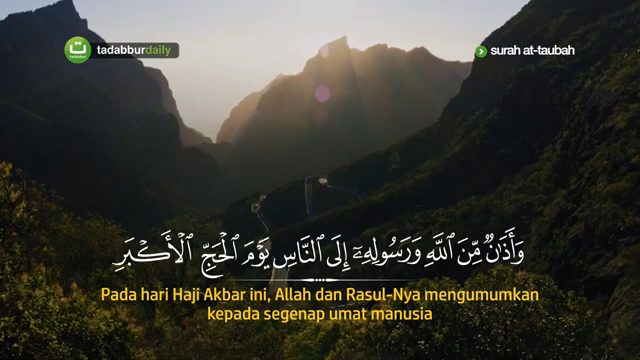 tadabburdaily
tadabbur
surah at-taubah
وَأَذَٰنٌ مِّنَ ٱللَّهِ وَرَسُولِهِۦٓ إِلَى ٱلنَّاسِ يَوْمَ ٱلْحَجِّ ٱلْأَكْبَرِ
Pada hari Haji Akbar ini, Allah dan Rasul-Nya mengumumkan
kepada segenap umat manusia